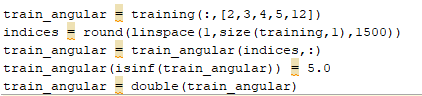 train_angular = training(:,[2,3,4,5,12])
indices = round(linspace(1,size(training,1),1500))
train_angular = train_angular(indices,:)
train_angular(isinf(train_angular)) = 5.0
train_angular = double(train_angular)